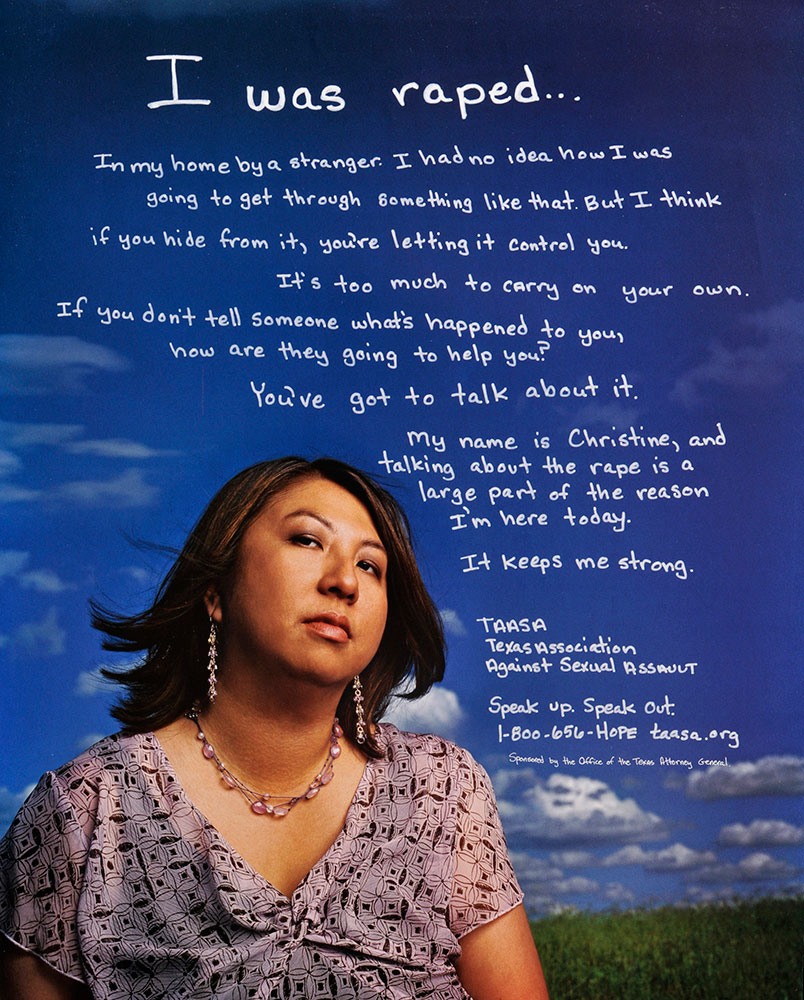 I was raped...
In my home by a stranger. I had no idea how I was
going to get through something like that. But I think
if you hide from it, you're letting it control you.
It's too much to carry on your own.
If you don't tell someone what's happened to you,
how are they going to help you?
You've got to talk about it.
My name is Christine, and
talking about the rape is a
large part of the reason
I'm here today.
It keeps me strong.
TAASA
Texas Association
Against Sexual Assault
Speak up. Speak Out.
1-800-656-HOPE taasa.org
Sponsored by the Office of the Texas Attorney General.